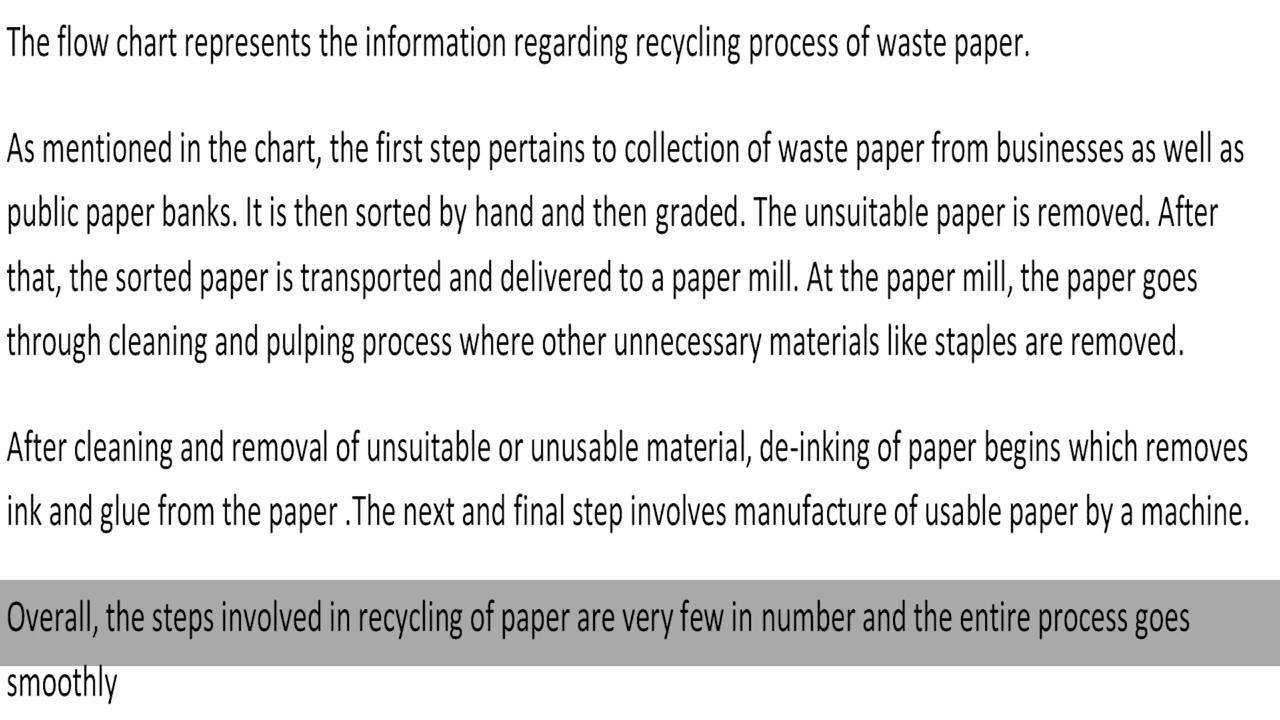 The flow chart represents the information regarding recycling process of waste paper.
As mentioned in the chart, the first step pertains to collection of waste paper from businesses as well as
public paper banks. It is then sorted by hand and then graded. The unsuitable paper is removed. After
that, the sorted paper is transported and delivered to a paper mill. At the paper mill, the paper goes
through cleaning and pulping process where other unnecessary materials like staples are removed.
After cleaning and removal of unsuitable or unusable material, de-inking of paper begins which removes
ink and glue from the paper .The next and final step involves manufacture of usable paper by a machine.
Overall, the steps involved in recycling of paper are very few in number and the entire process goes
smoothly